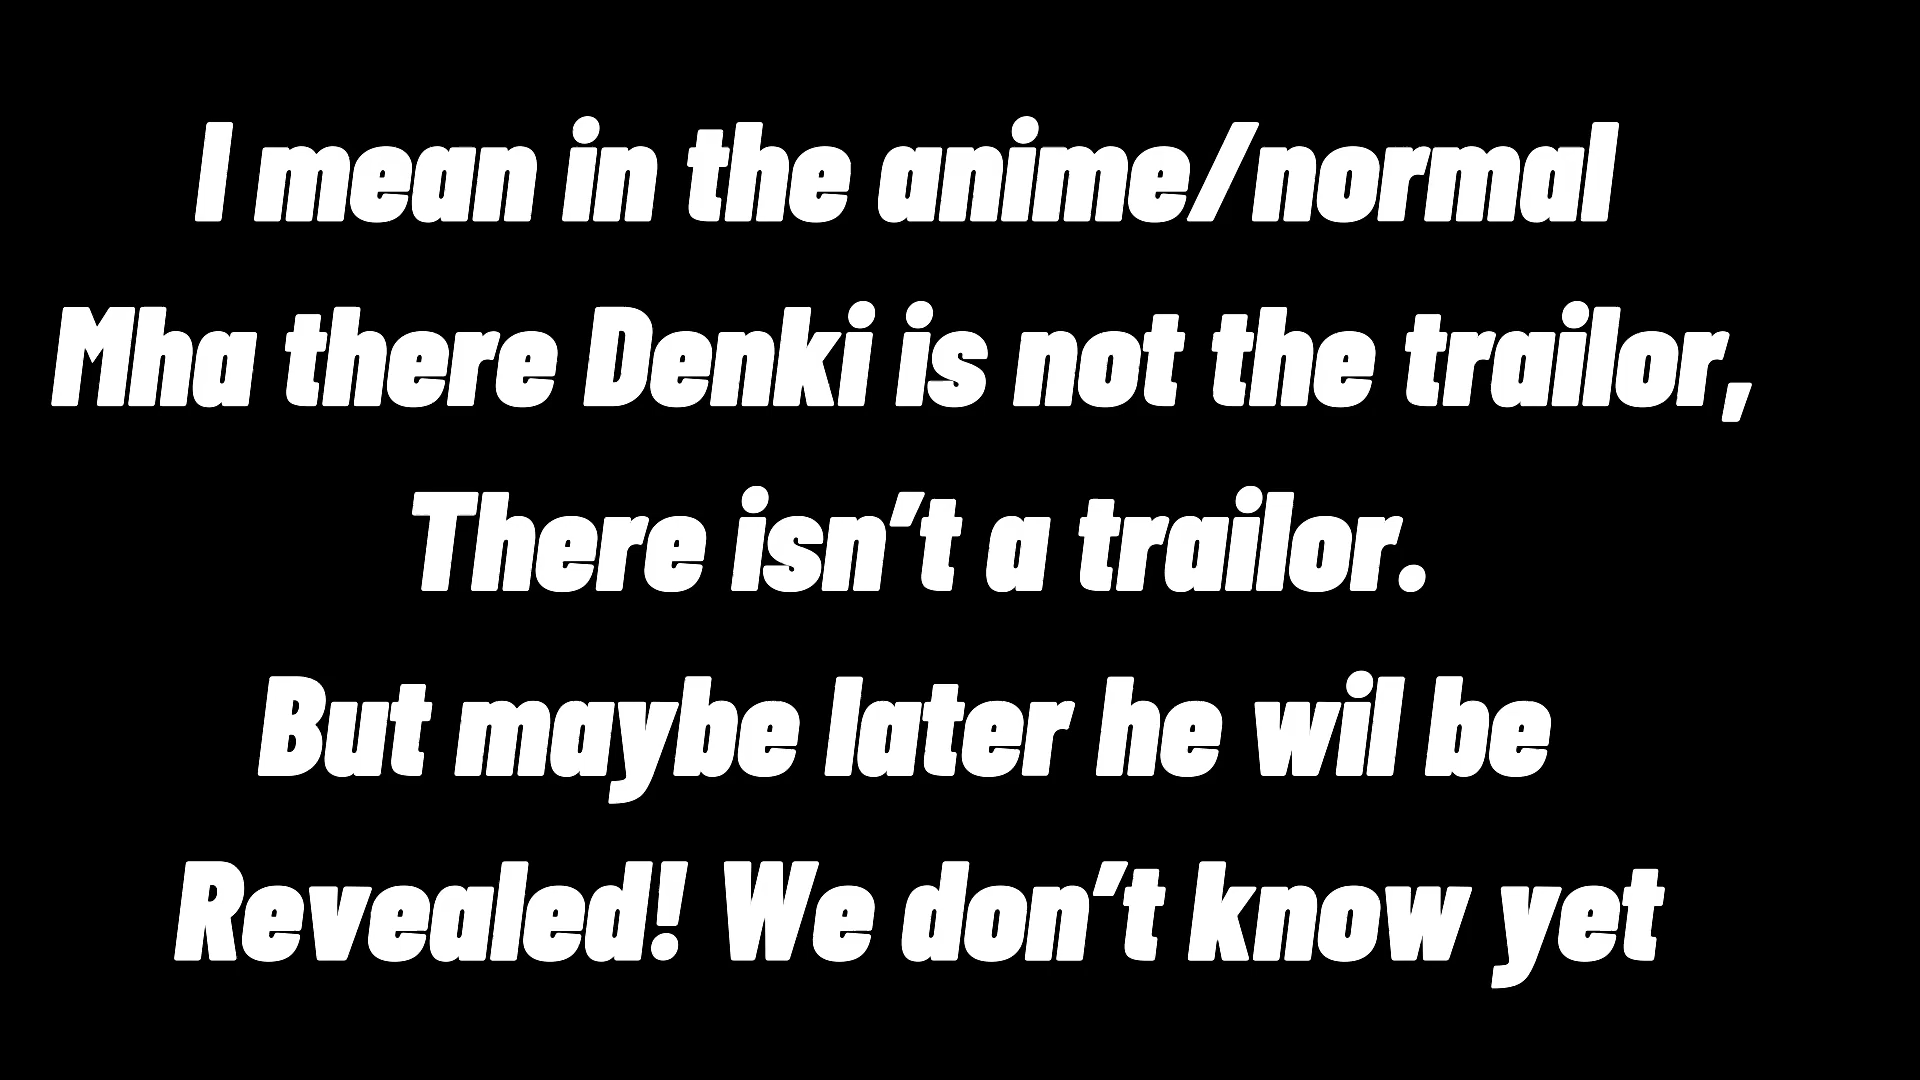 I mean in the anime/normal
Mha there Denki is not the trailor,
There isn’t a trailor.
But maybe later he wil be
Revealed! We don’t know yet